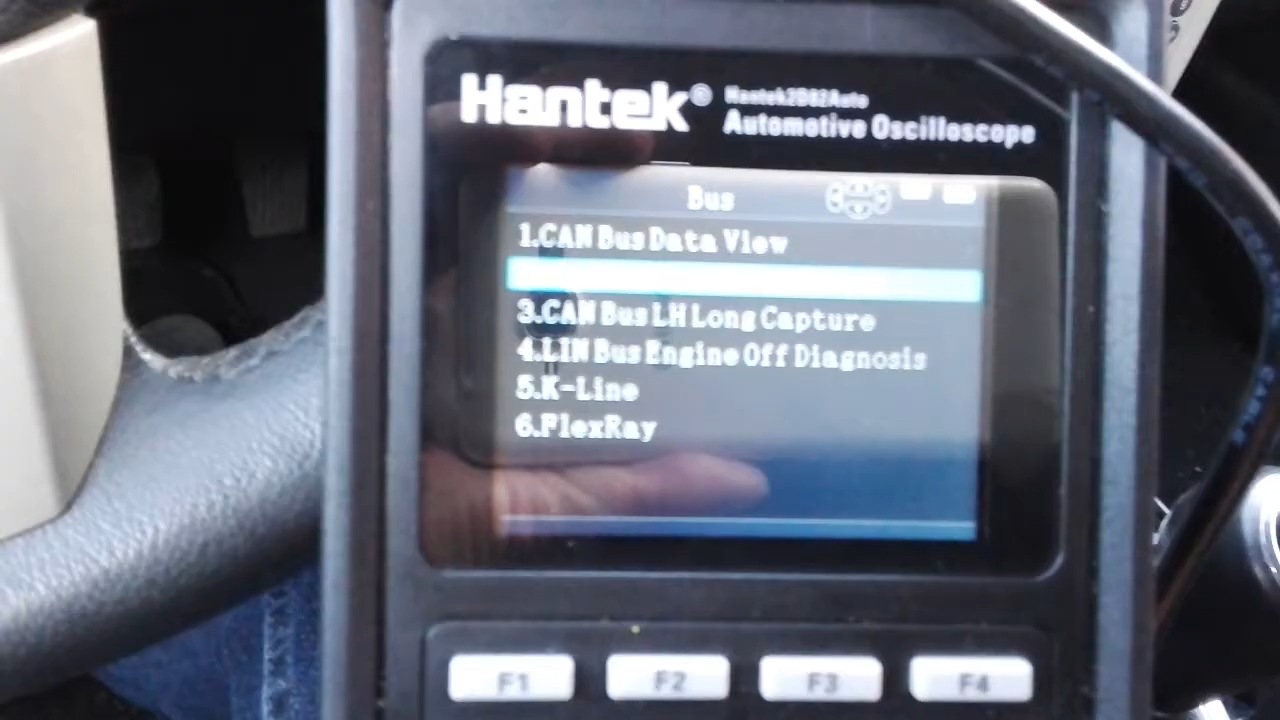 Hantek®
Hantek2D82Auto
Automotive Oscilloscope
Bus
1.CAN Bus Data View
3.CAN Bus LH Long Capture
4.LIN Bus Engine Off Diagnosis
5.K-Line
6.FlexRay
F1 F2 F3 F4